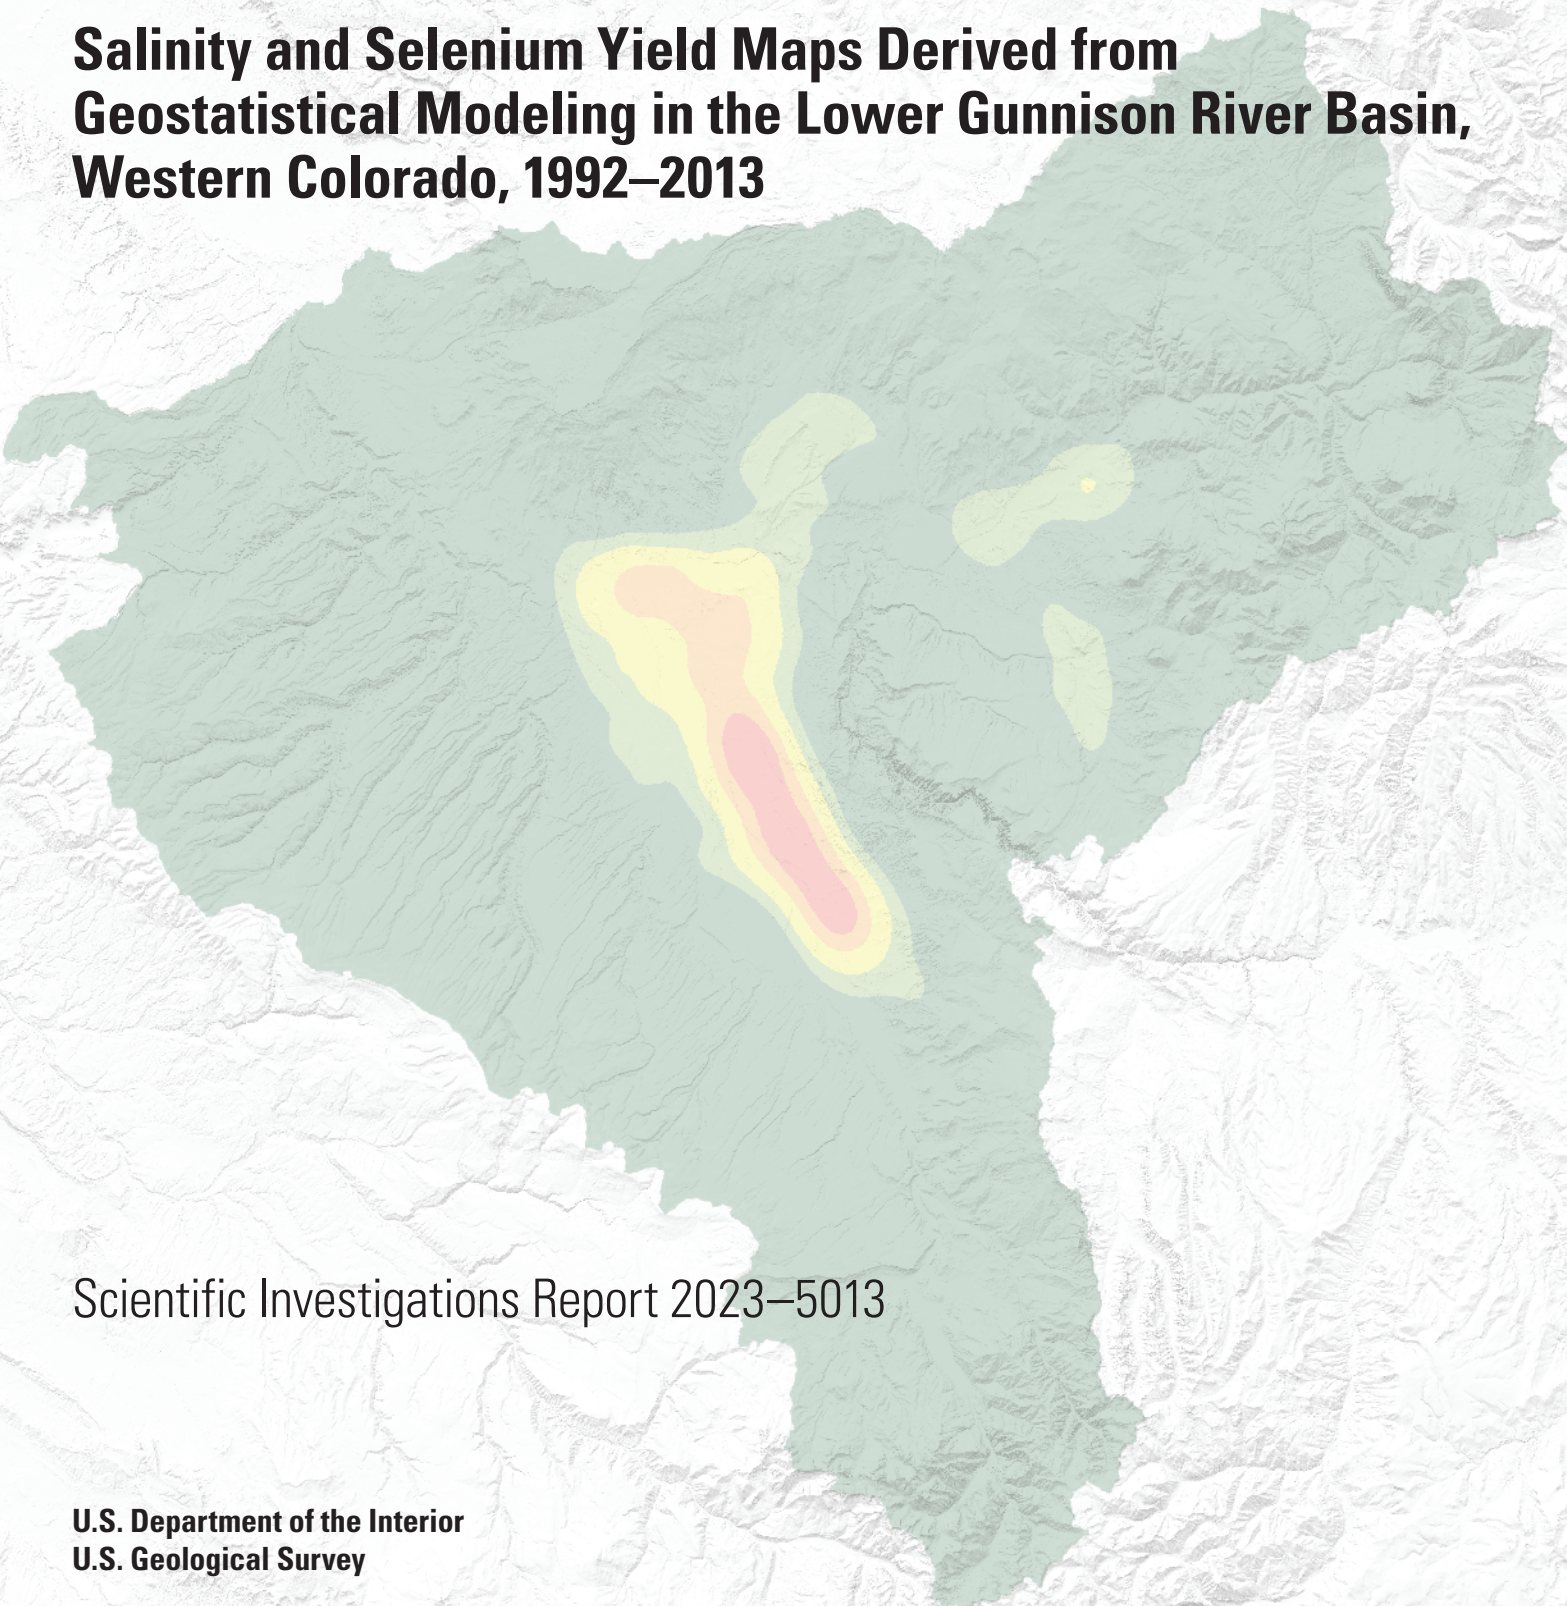 Salinity and Selenium Yield Maps Derived from
Geostatistical Modeling in the Lower Gunnison River Basin,
Western Colorado, 1992–2013
Scientific Investigations Report 2023–5013
U.S. Department of the Interior
U.S. Geological Survey